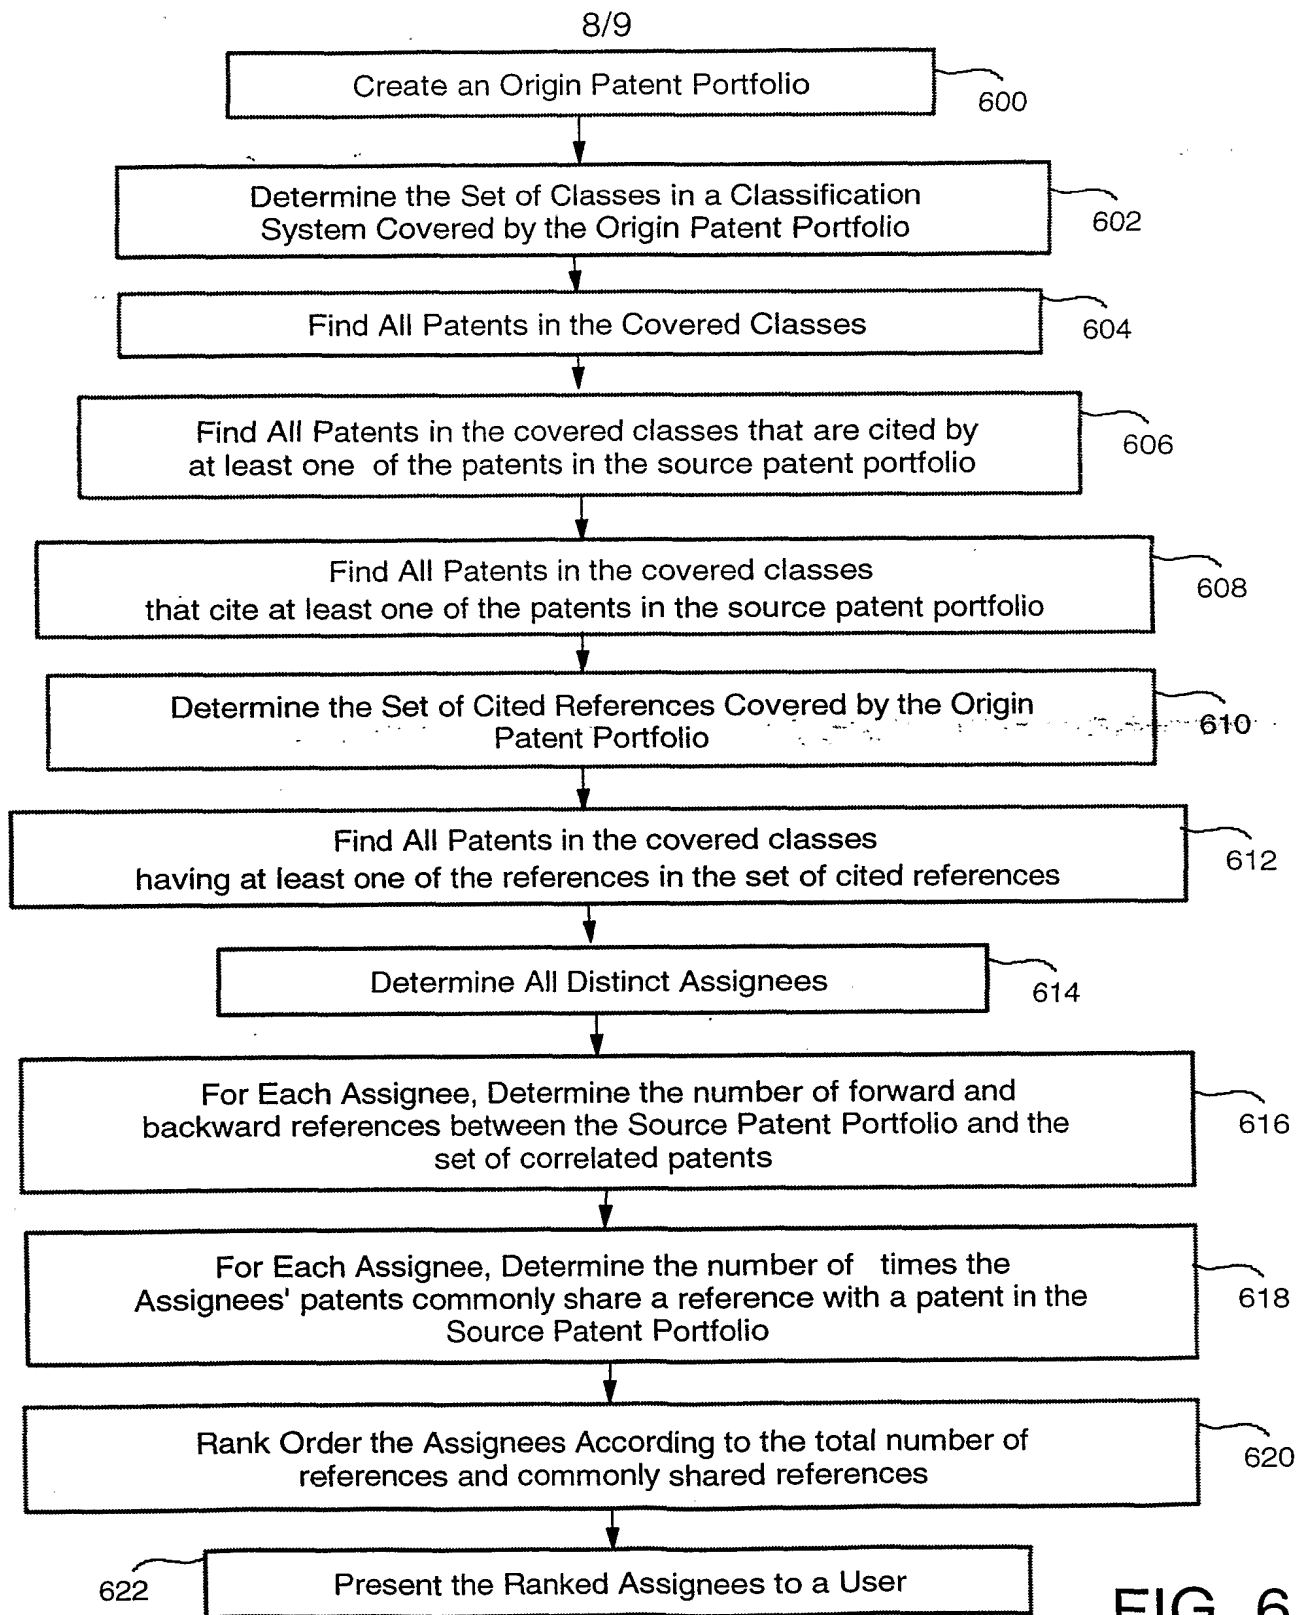 8/9
Create an Origin Patent Portfolio
600
Determine the Set of Classes in a Classification
System Covered by the Origin Patent Portfolio
602
Find All Patents in the Covered Classes
604
Find All Patents in the covered classes that are cited by
at least one of the patents in the source patent portfolio
606
Find All Patents in the covered classes
that cite at least one of the patents in the source patent portfolio
608
Determine the Set of Cited References Covered by the Origin
Patent Portfolio
610
Find All Patents in the covered classes
having at least one of the references in the set of cited references
612
Determine All Distinct Assignees
614
For Each Assignee, Determine the number of forward and
backward references between the Source Patent Portfolio and the
set of correlated patents
616
For Each Assignee, Determine the number of times the
Assignees' patents commonly share a reference with a patent in the
Source Patent Portfolio
618
Rank Order the Assignees According to the total number of
references and commonly shared references
620
Present the Ranked Assignees to a User
622
FIG. 6